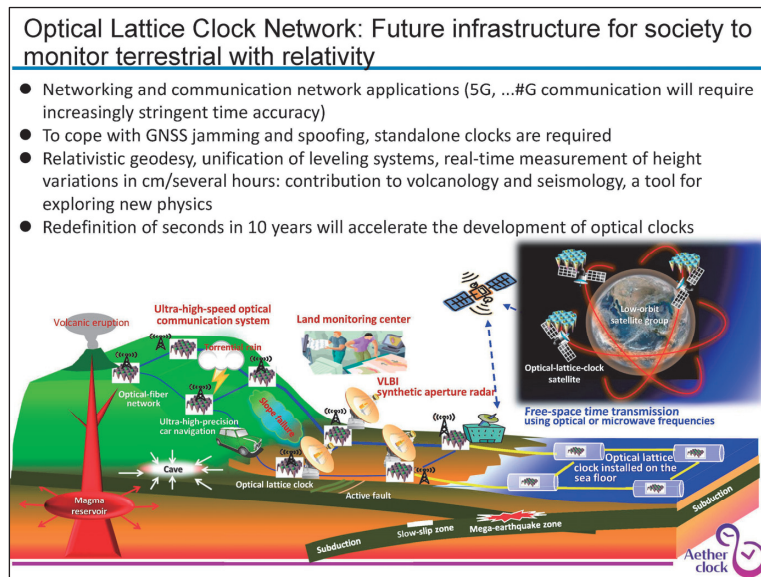 Optical Lattice Clock Network: Future infrastructure for society to
monitor terrestrial with relativity
● Networking and communication network applications (5G, ...#G communication will require
increasingly stringent time accuracy)
● To cope with GNSS jamming and spoofing, standalone clocks are required
● Relativistic geodesy, unification of leveling systems, real-time measurement of height
variations in cm/several hours: contribution to volcanology and seismology, a tool for
exploring new physics
● Redefinition of seconds in 10 years will accelerate the development of optical clocks
Volcanic eruption
Ultra-high-speed optical
communication system
Torrential rain
Land monitoring center
Low-orbit
satellite group
Optical-lattice-clock
satellite
VLBI
synthetic aperture radar
Optical-fiber
network
Ultra-high-precision
car navigation
Slope failure
Free-space time transmission
using optical or microwave frequencies
Optical lattice
clock installed on the
sea floor
Cave
Optical lattice clock
Active fault
Magma
reservoir
Subduction
Slow-slip zone
Mega-earthquake zone
Subduction
Aether
clock